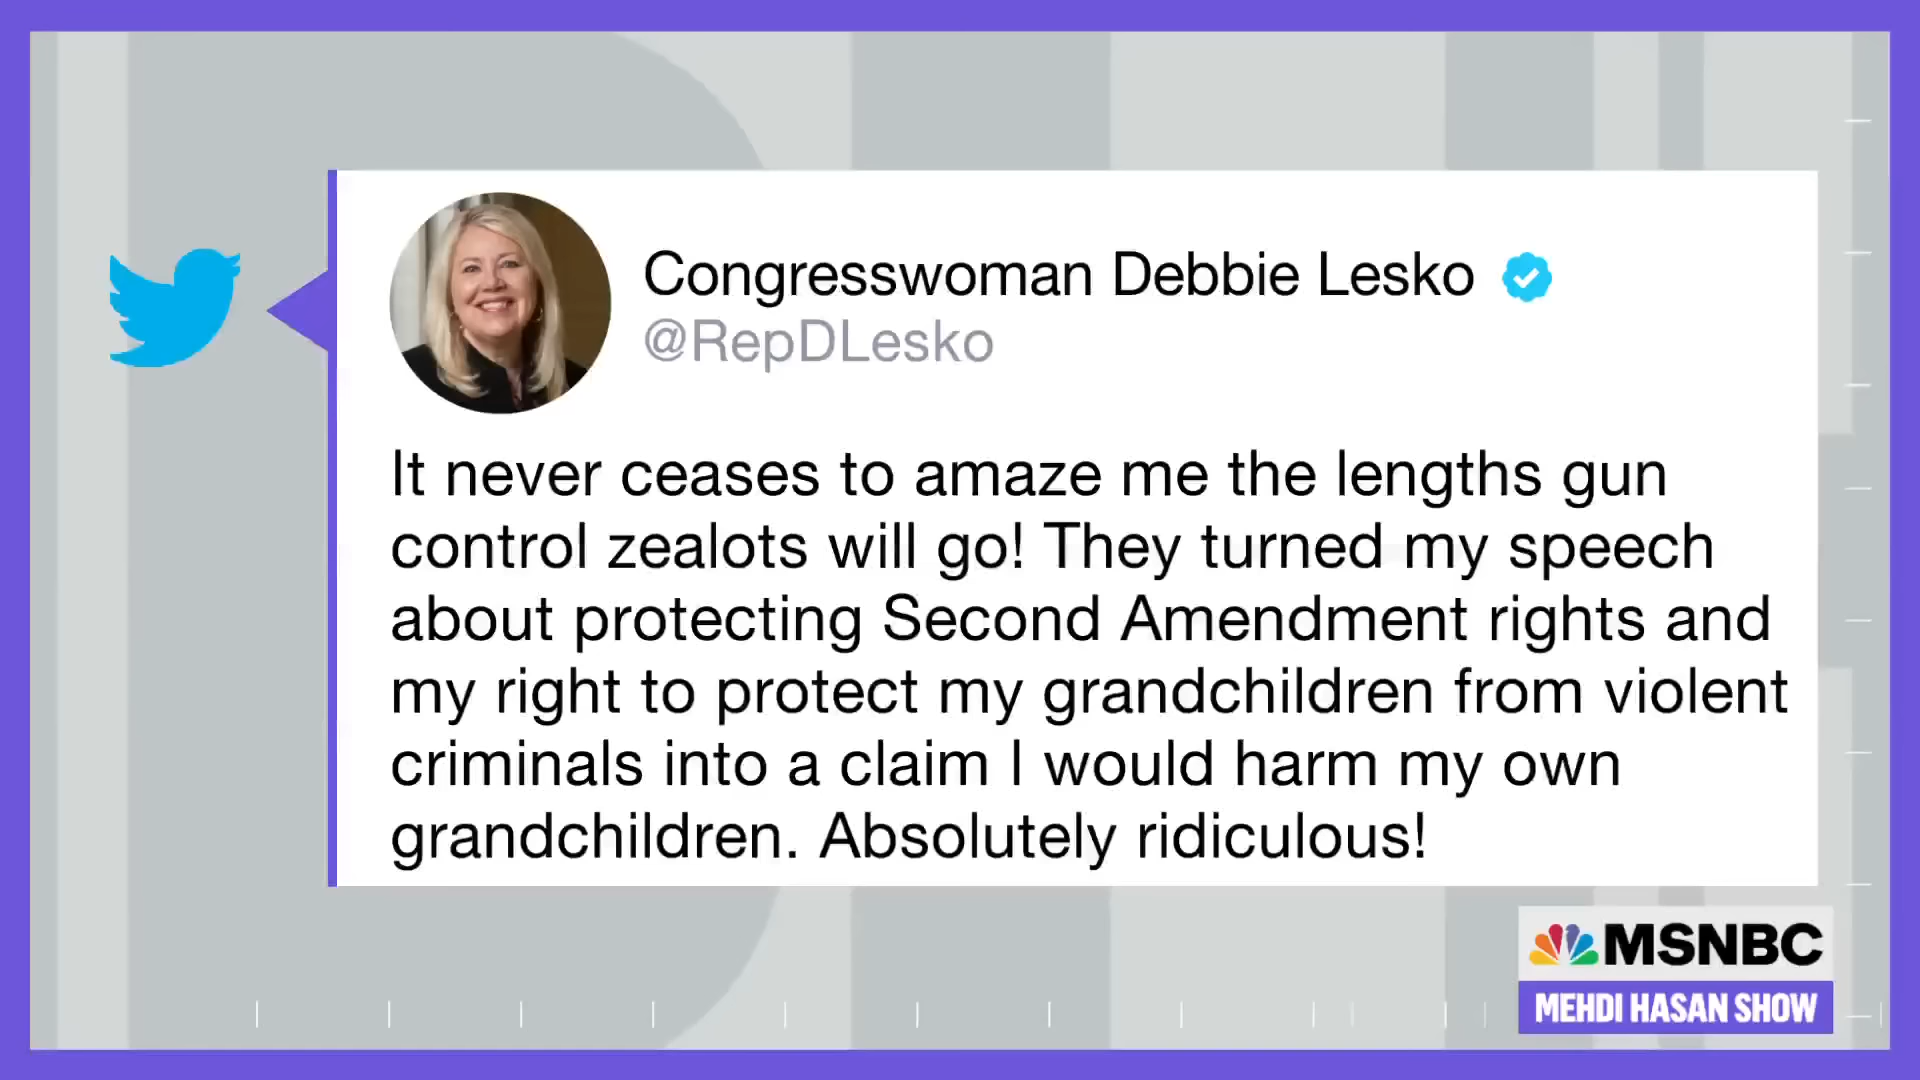 Congresswoman Debbie Lesko
@RepDLesko
It never ceases to amaze me the lengths gun
control zealots will go! They turned my speech
about protecting Second Amendment rights and
my right to protect my grandchildren from violent
criminals into a claim I would harm my own
grandchildren. Absolutely ridiculous!
MSNBC
MEHDI HASAN SHOW